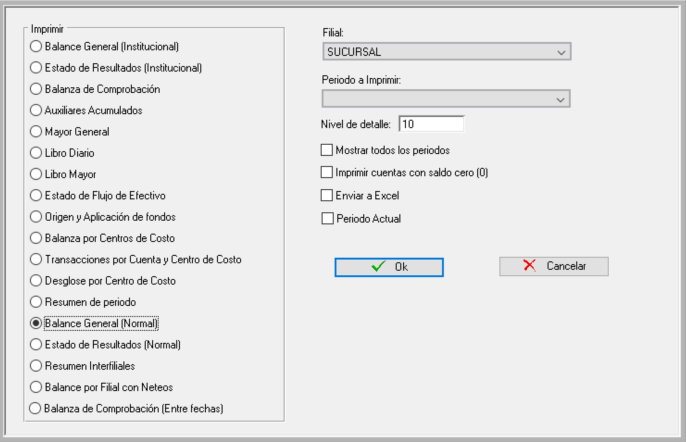 Imprimir
Balance General (Institucional)
Estado de Resultados (Institucional)
Balanza de Comprobación
Auxiliares Acumulados
Mayor General
Libro Diario
Libro Mayor
Estado de Flujo de Efectivo
Origen y Aplicación de fondos
Balanza por Centros de Costo
Transacciones por Cuenta y Centro de Costo
Desglose por Centro de Costo
Resumen de periodo
Balance General (Normal)
Estado de Resultados (Normal)
Resumen Interfiliales
Balance por Filial con Neteos
Balanza de Comprobación (Entre fechas)
Filial:
SUCURSAL
Periodo a Imprimir:
Nivel de detalle: 10
Mostrar todos los periodos
Imprimir cuentas con saldo cero (0)
Enviar a Excel
Periodo Actual
Ok
Cancelar